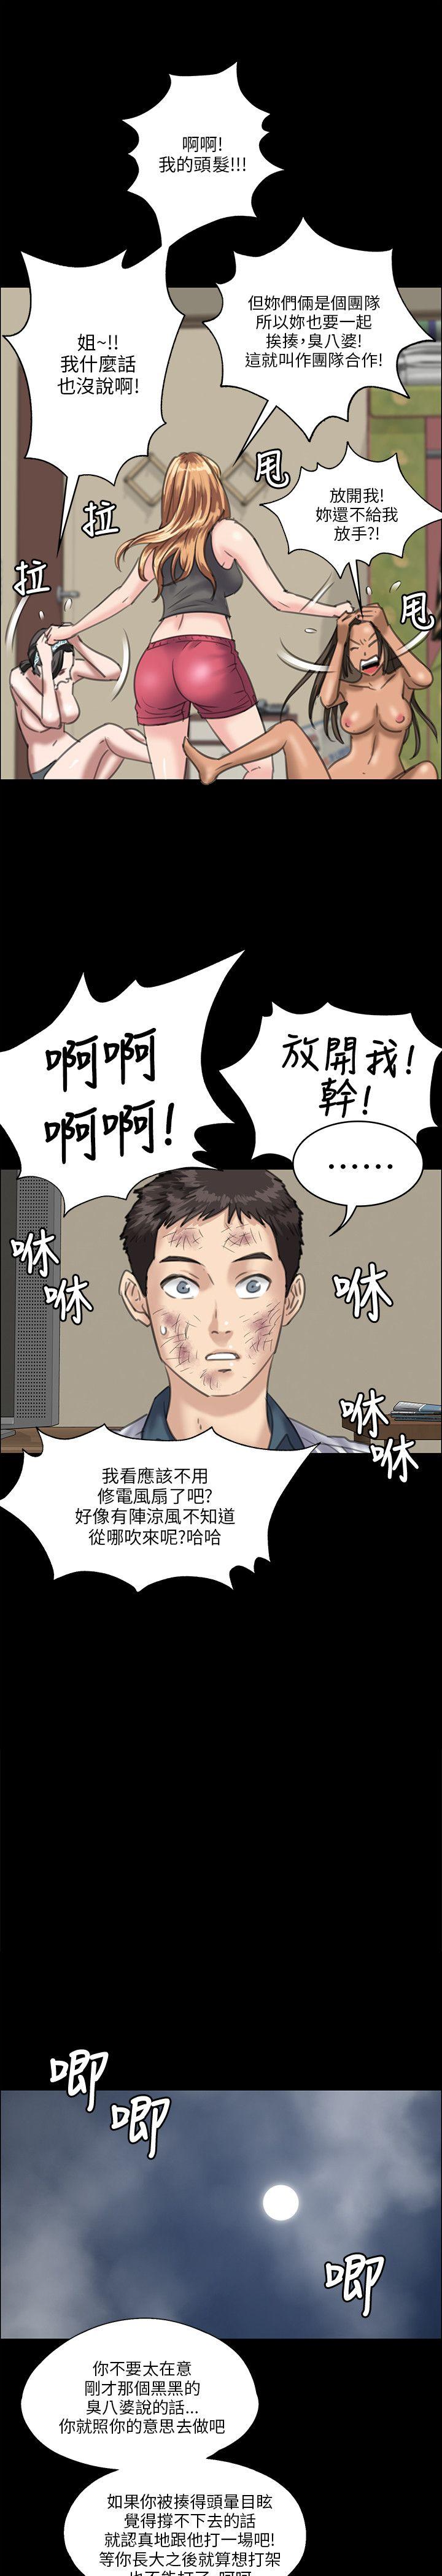 啊啊!
我的頭髮!!!
姐~!!
我什麼話
也沒說啊!
但妳們倆是個團隊
所以妳也要一起
挨揍,臭八婆!
這就叫作團隊合作!
甩
放開我!
妳還不給我
放手?!
拉
拉
甩
啊啊
啊啊!
放開我!
幹!
......
咻
咻
咻
咻
咻
我看應該不用
修電風扇了吧?
好像有陣涼風不知道
從哪吹來呢?哈哈
唧
唧
唧
你不要太在意
剛才那個黑黑的
臭八婆說的話...
你就照你的意思去做吧
如果你被揍得頭暈目眩
覺得撐不下去的話
就認真地跟他打一場吧!
等你長大之後就算想打架
也不能打了 呵呵